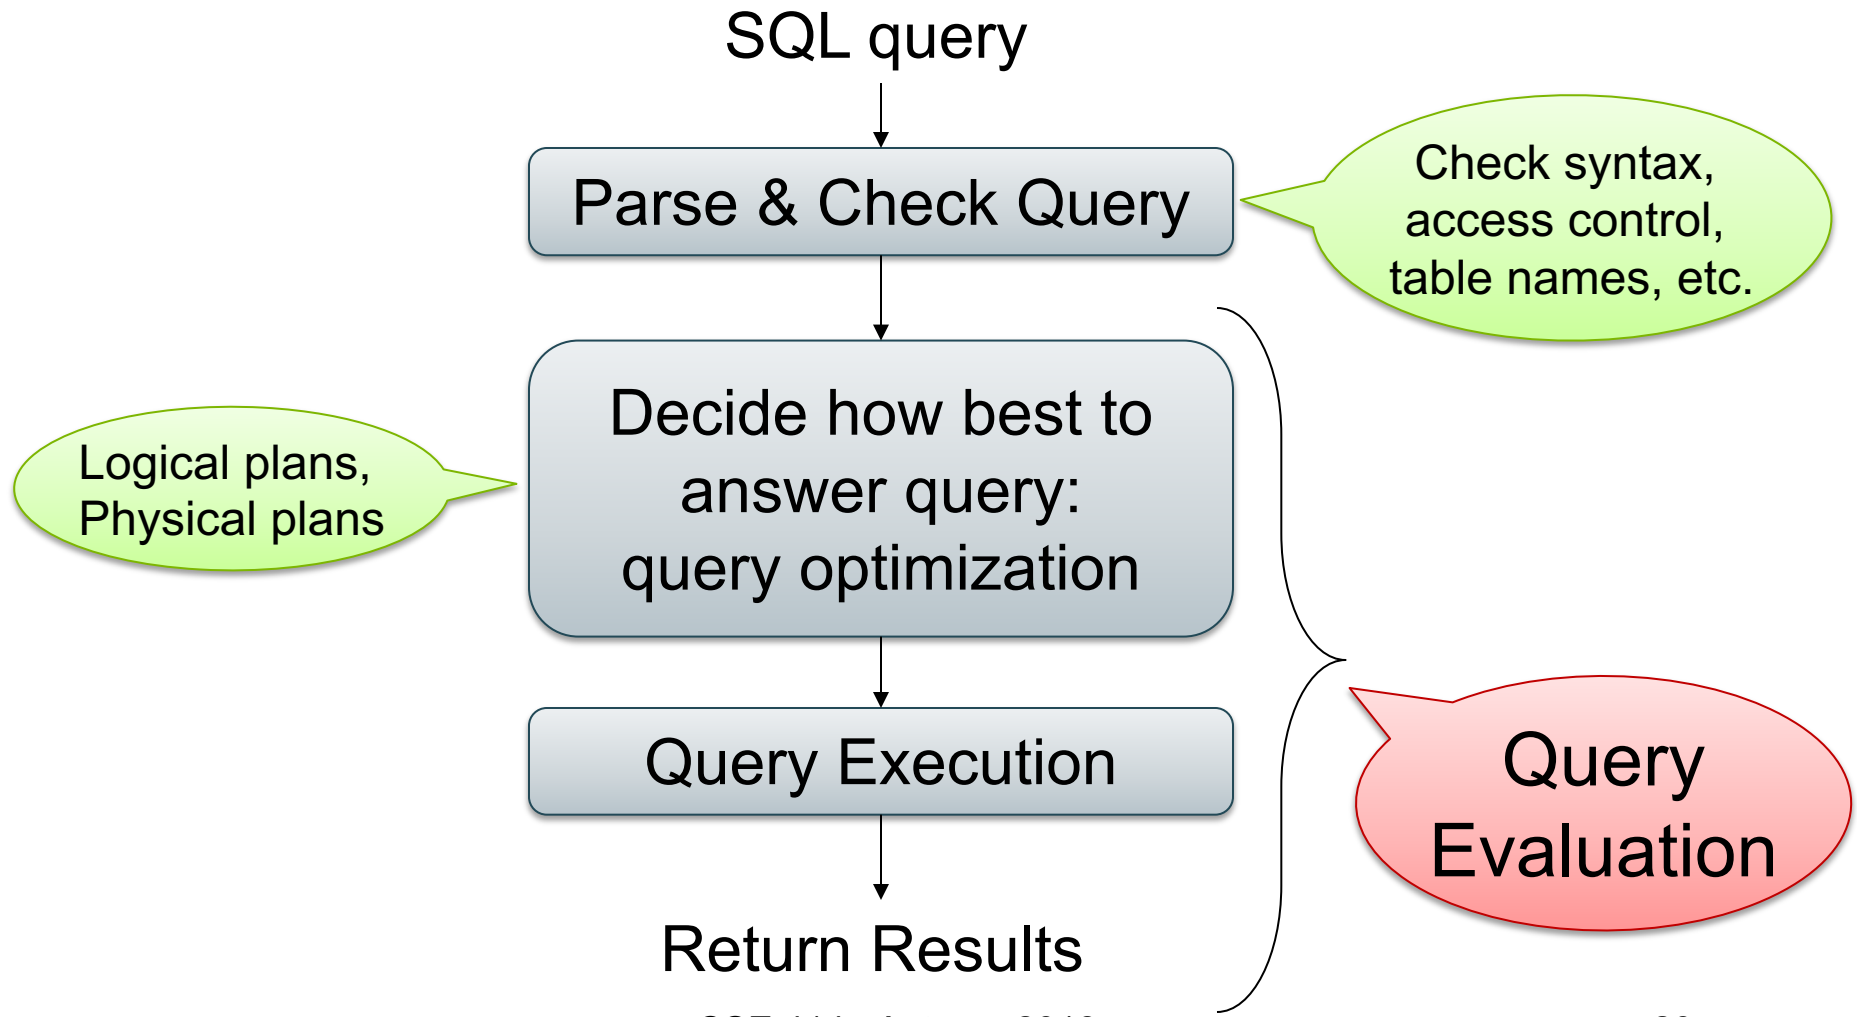 SQL query
Parse & Check Query
Check syntax,
access control,
table names, etc.
Decide how best to
answer query:
query optimization
Logical plans,
Physical plans
Query Execution
Query
Evaluation
Return Results